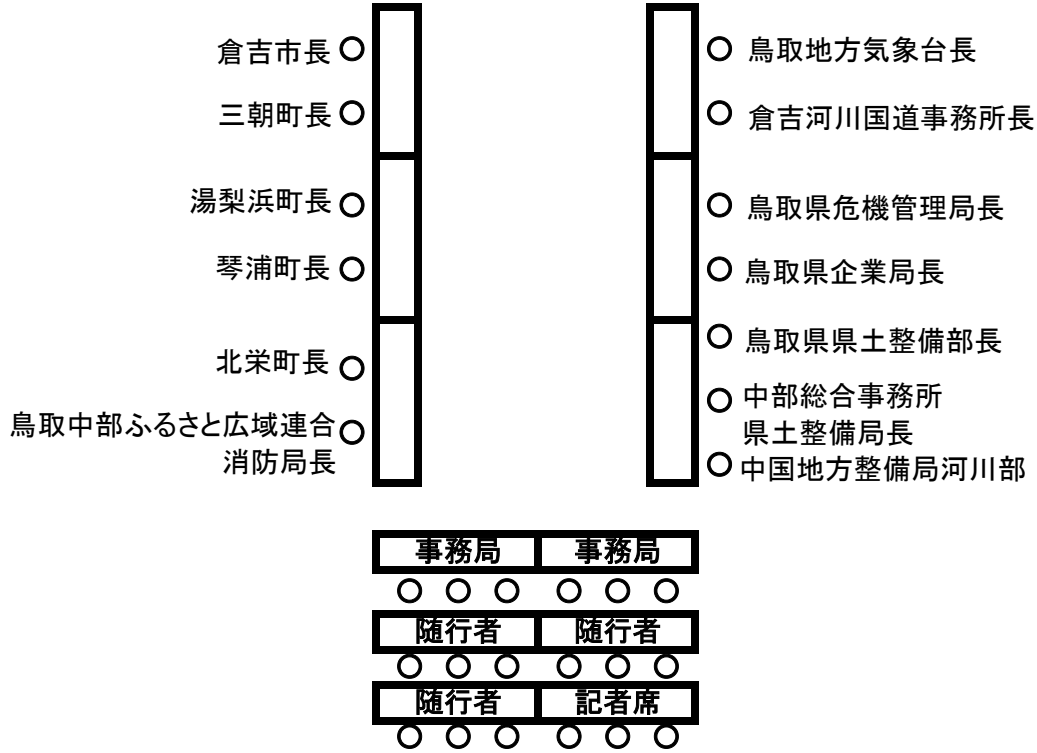 倉吉市長
三朝町長
湯梨浜町長
琴浦町長
北栄町長
鳥取中部ふるさと広域連合
消防局長
鳥取地方気象台長
倉吉河川国道事務所長
鳥取県危機管理局長
鳥取県企業局長
鳥取県県土整備部長
中部総合事務所
県土整備局長
中国地方整備局河川部
事務局 事務局
随行者 随行者
随行者 記者席